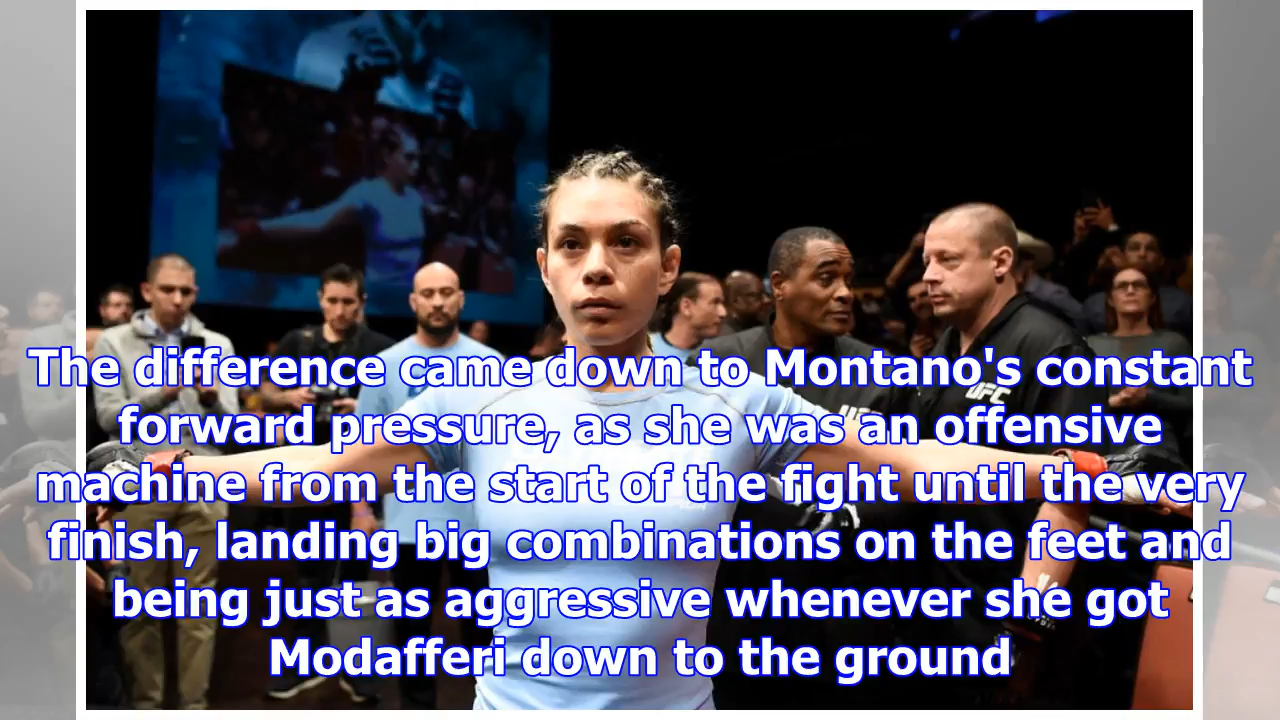 The difference came down to Montano's constant
forward pressure, as she was an offensive
machine from the start of the fight until the very
finish, landing big combinations on the feet and
being just as aggressive whenever she got
Modafferi down to the ground
UFC